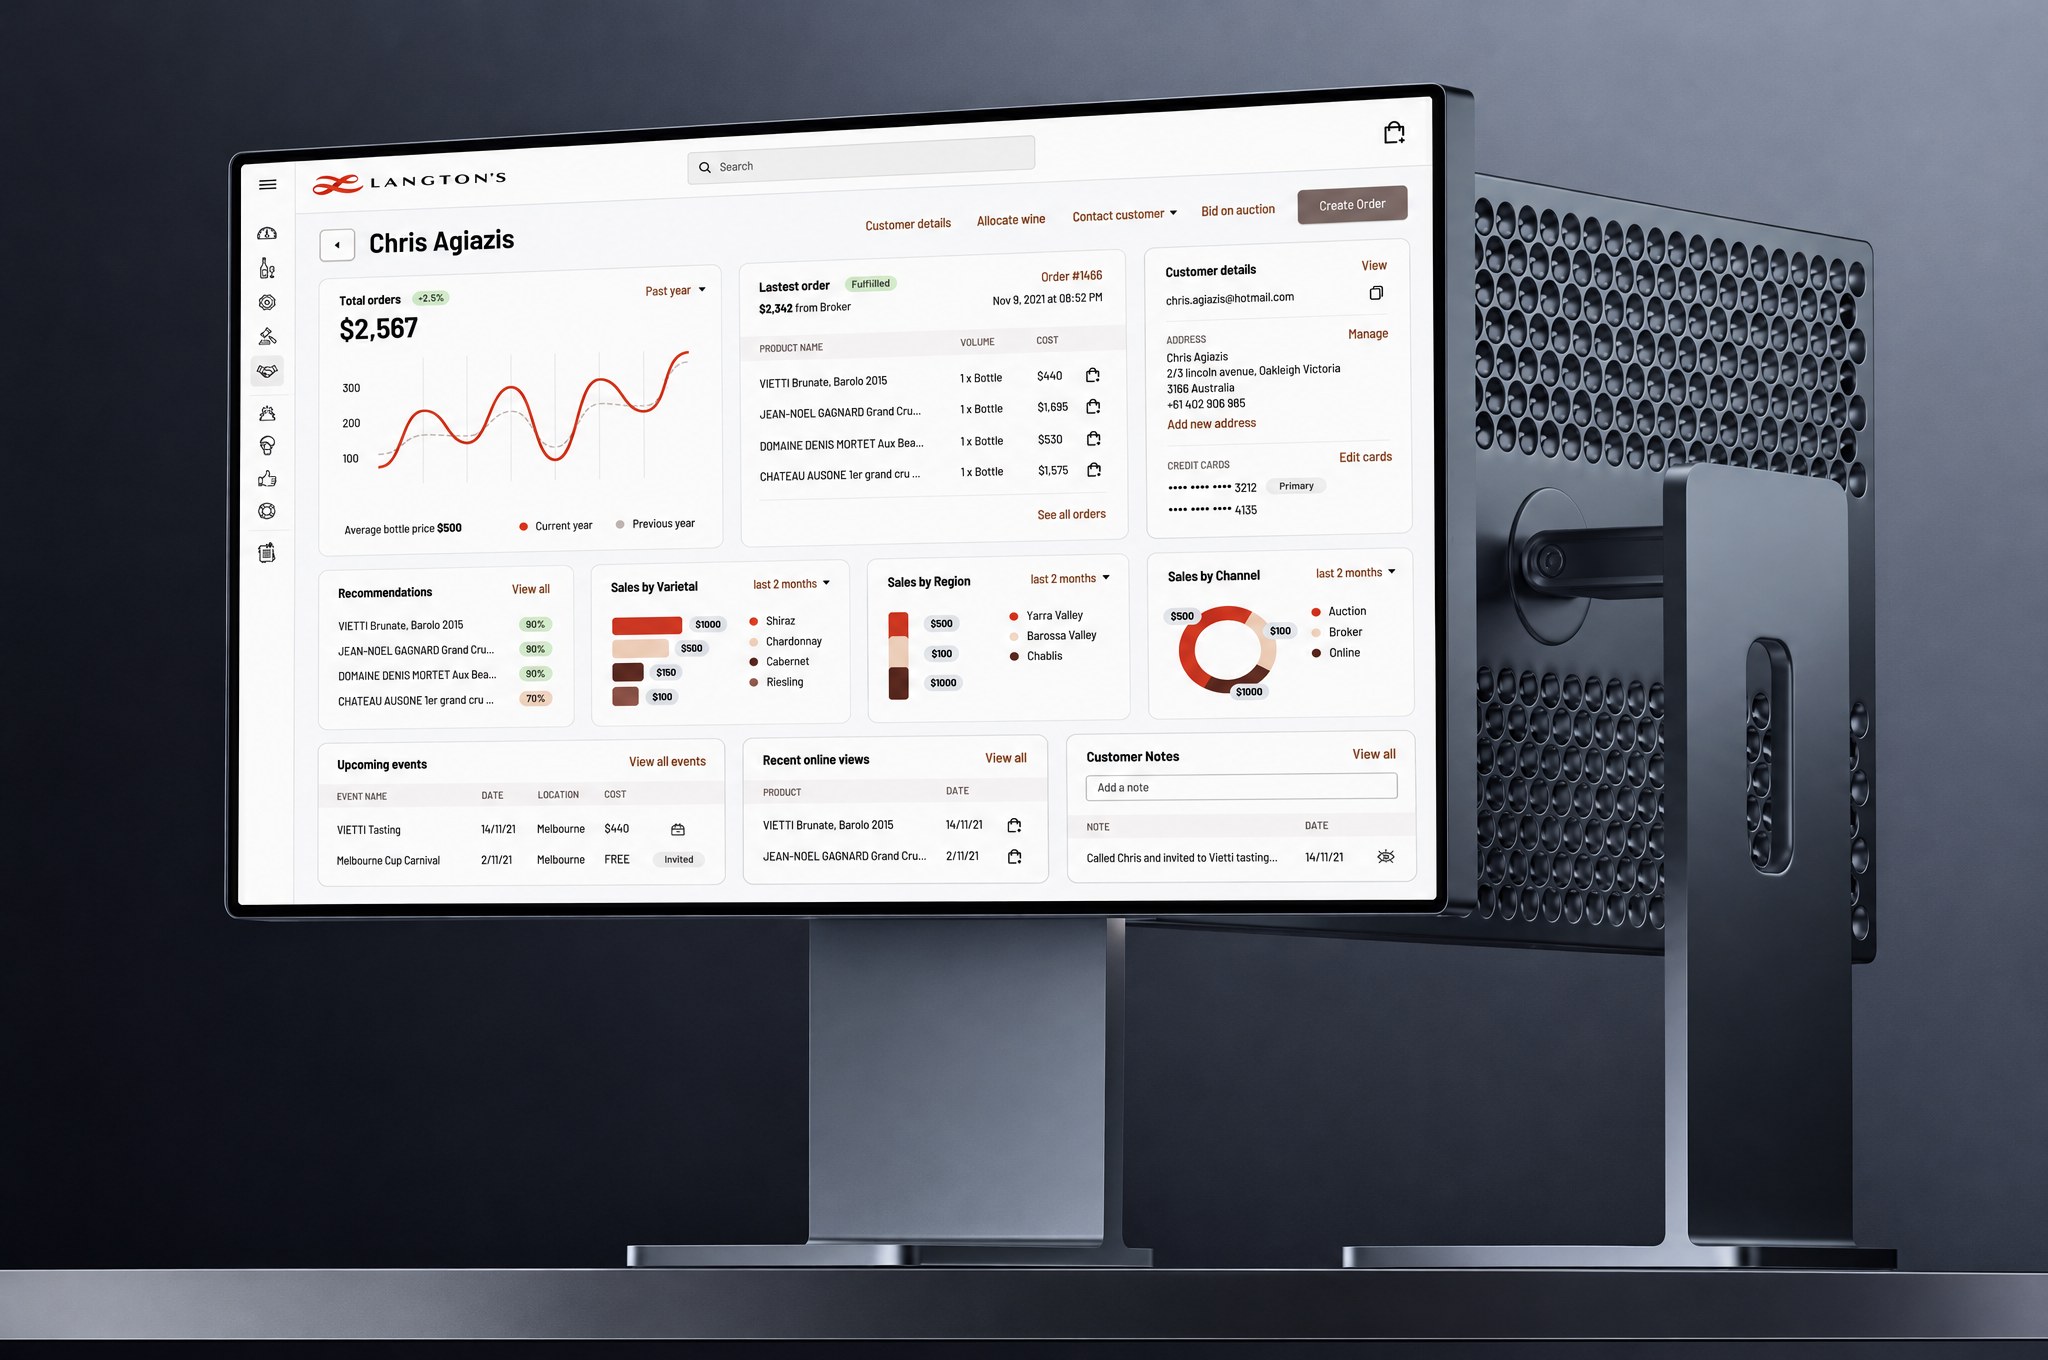 LANGTON'S
Search
Chris Agiazis
Customer details
Allocate wine
Contact customer
Bid on auction
Create Order
Total orders
+2.5%
Past year
$2,567
300
200
100
Average bottle price $500
Current year
Previous year
Lastest order
Fulfilled
Order #1466
$2,342 from Broker
Nov 9, 2021 at 08:52 PM
PRODUCT NAME VOLUME COST
VIETTI Brunate, Barolo 2015 1 x Bottle $440
JEAN-NOEL GAGNARD Grand Cru... 1 x Bottle $1,695
DOMAINE DENIS MORTET Aux Bea... 1 x Bottle $530
CHATEAU AUSONE 1er grand cru ... 1 x Bottle $1,575
See all orders
Customer details
View
chris.agiazis@hotmail.com
ADDRESS
Manage
Chris Agiazis
2/3 lincoln avenue, Oakleigh Victoria
3166 Australia
+61 402 906 985
Add new address
CREDIT CARDS
Edit cards
•••• •••• •••• 3212 Primary
•••• •••• •••• 4135
Recommendations
View all
VIETTI Brunate, Barolo 2015 90%
JEAN-NOEL GAGNARD Grand Cru... 90%
DOMAINE DENIS MORTET Aux Bea... 90%
CHATEAU AUSONE 1er grand cru ... 70%
Sales by Varietal
last 2 months
$1000
$500
$150
$100
Shiraz
Chardonnay
Cabernet
Riesling
Sales by Region
last 2 months
$500
$100
$1000
Yarra Valley
Barossa Valley
Chablis
Sales by Channel
last 2 months
$500
$100
$1000
Auction
Broker
Online
Upcoming events
View all events
EVENT NAME DATE LOCATION COST
VIETTI Tasting 14/11/21 Melbourne $440
Melbourne Cup Carnival 2/11/21 Melbourne FREE Invited
Recent online views
View all
PRODUCT DATE
VIETTI Brunate, Barolo 2015 14/11/21
JEAN-NOEL GAGNARD Grand Cru... 2/11/21
Customer Notes
View all
Add a note
NOTE DATE
Called Chris and invited to Vietti tasting... 14/11/21